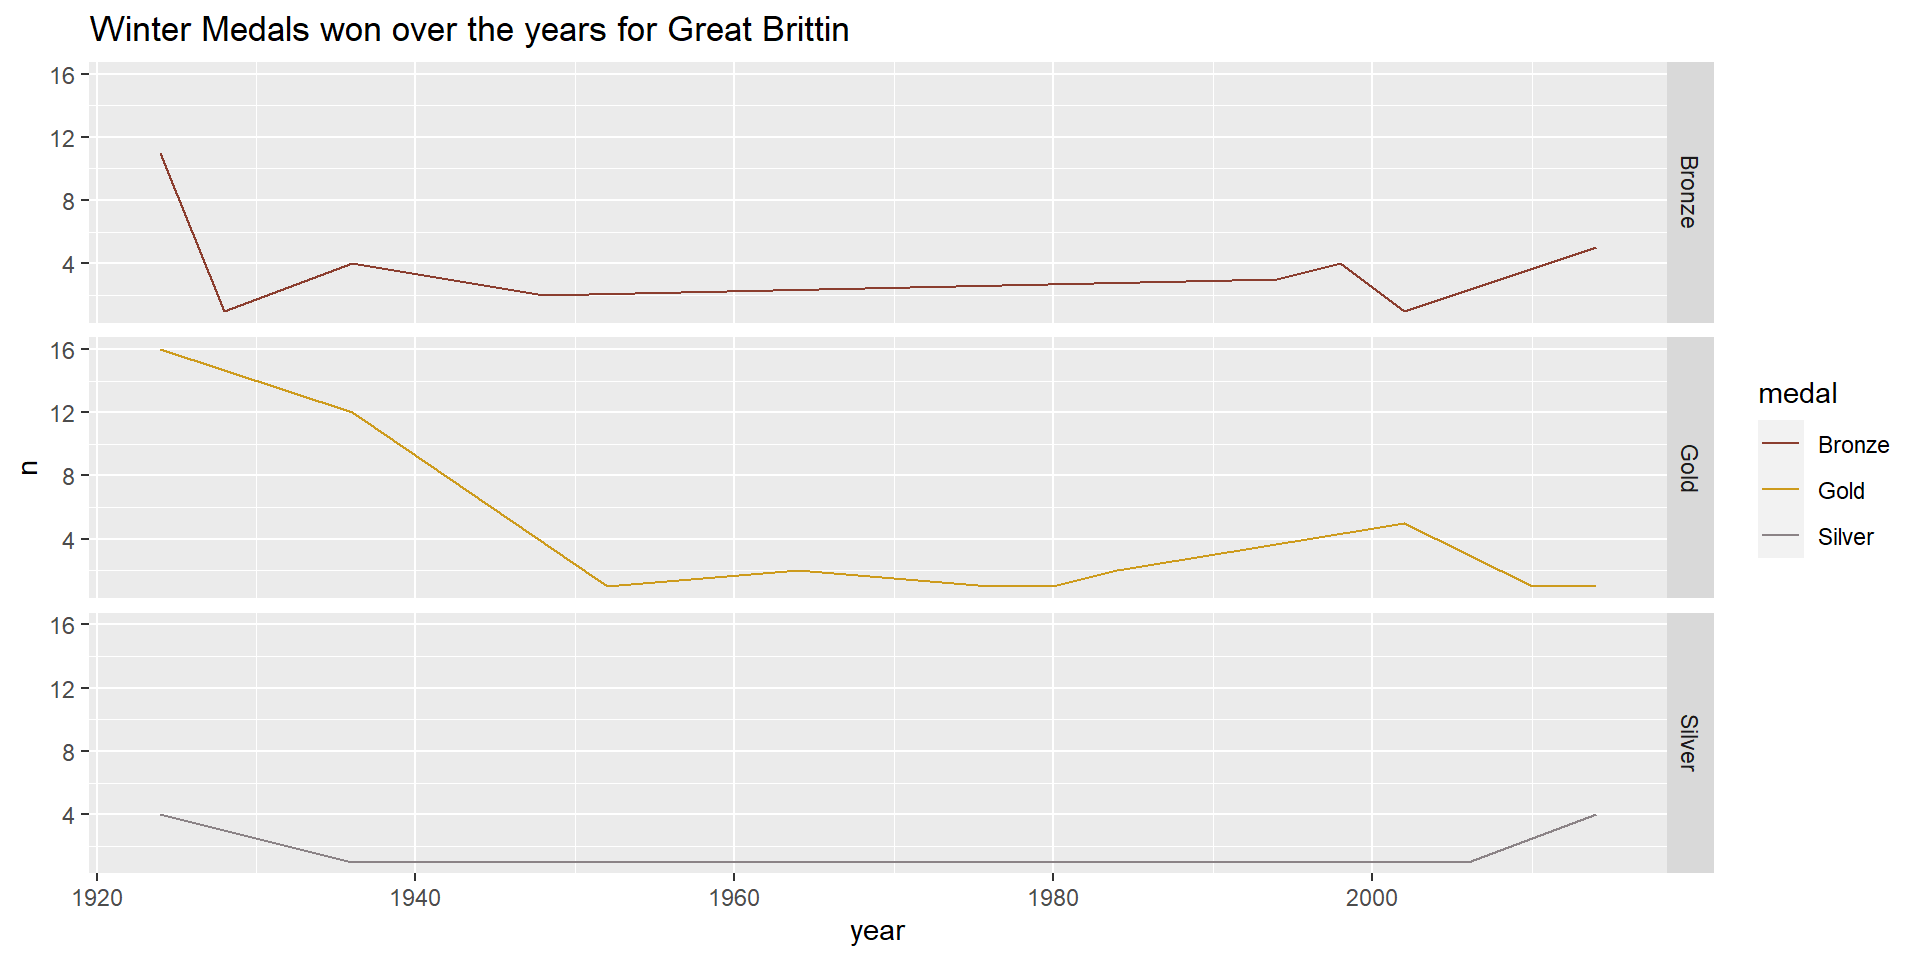 Winter Medals won over the years for Great Brittin
16
12
8
4
Bronze
16
12
8
4
Gold
16
12
8
4
Silver
n
1920 1940 1960 1980 2000
year
medal
Bronze
Gold
Silver